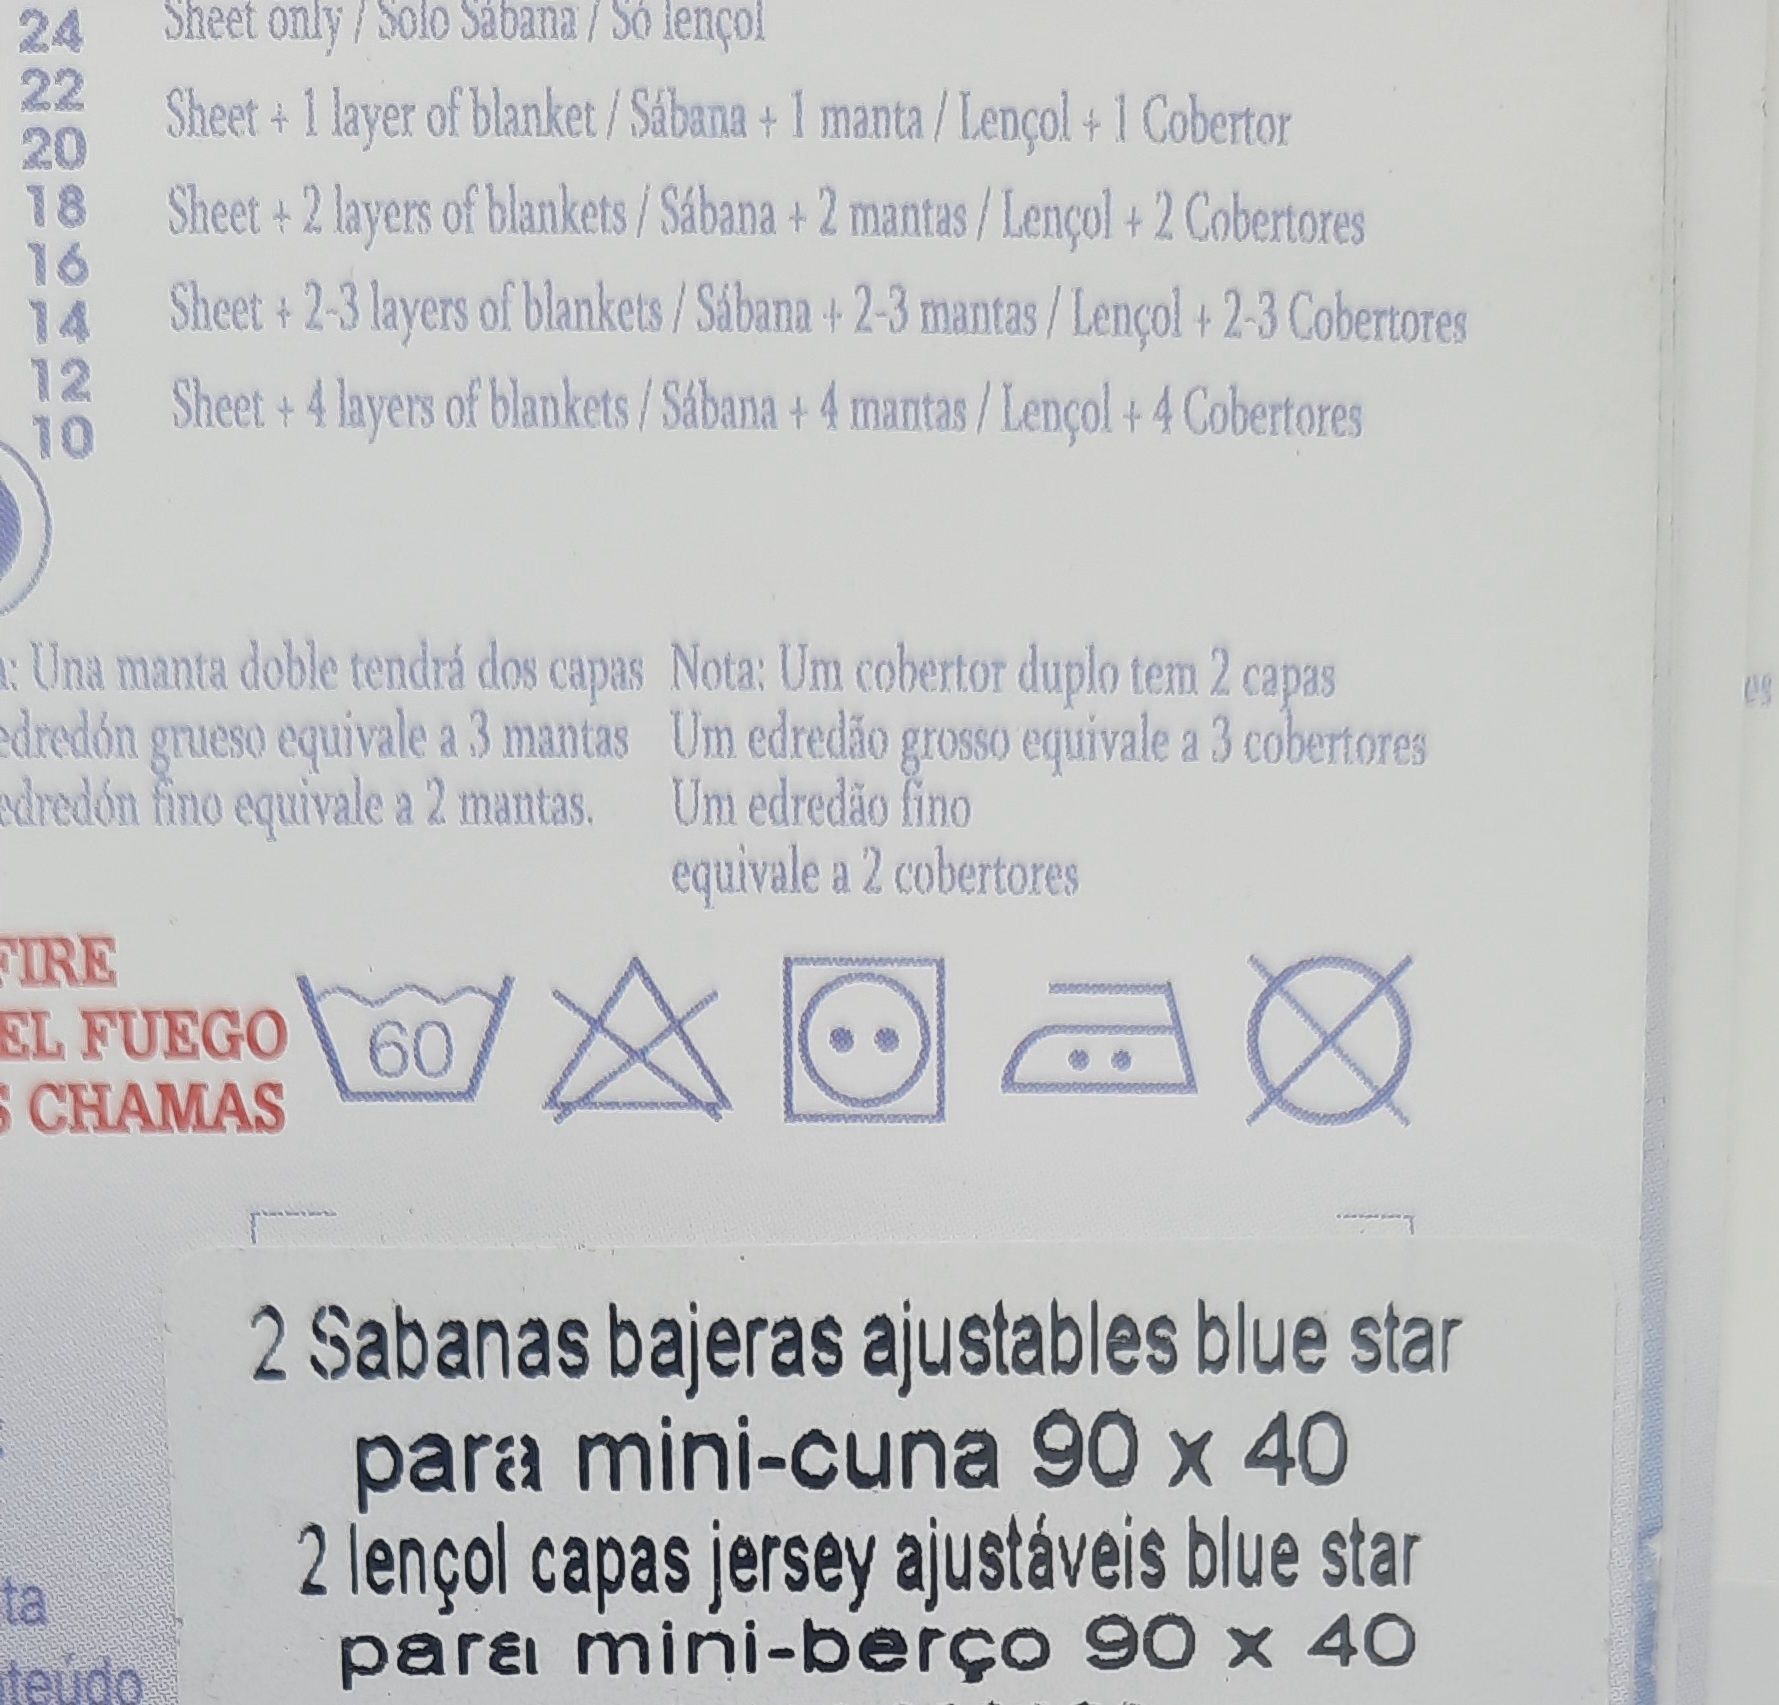 24 Sheet only / Solo Sábana / Só lençol
22
Sheet + 1 layer of blanket / Sábana + 1 manta / Lençol + 1 Cobertor
20
18 Sheet + 2 layers of blankets / Sábana + 2 mantas / Lençol + 2 Cobertores
16
14 Sheet + 2-3 layers of blankets / Sábana + 2-3 mantas / Lençol + 2-3 Cobertores
12
Sheet + 4 layers of blankets / Sábana + 4 mantas / Lençol + 4 Cobertores
10
: Una manta doble tendrá dos capas
edredón grueso equivale a 3 mantas
edredón fino equivale a 2 mantas.
Nota: Um cobertor duplo tem 2 capas
Um edredão grosso equivale a 3 cobertores
Um edredão fino
equivale a 2 cobertores
FIRE
EL FUEGO
CHAMAS
60
2 Sabanas bajeras ajustables blue star
para mini-cuna 90 x 40
2 lençol capas jersey ajustáveis blue star
para mini-berço 90 x 40